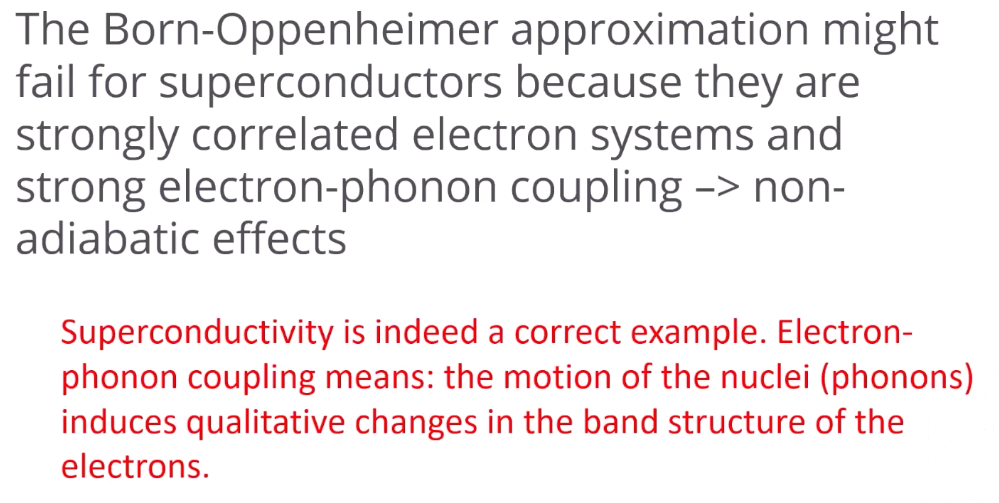 The Born-Oppenheimer approximation might
fail for superconductors because they are
strongly correlated electron systems and
strong electron-phonon coupling –> non-
adiabatic effects
Superconductivity is indeed a correct example. Electron-
phonon coupling means: the motion of the nuclei (phonons)
induces qualitative changes in the band structure of the
electrons.